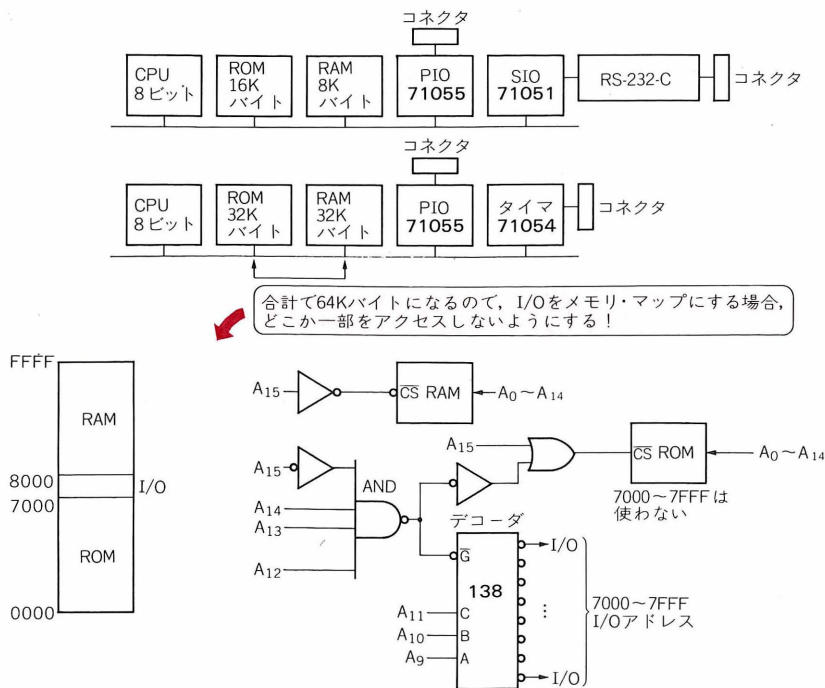 コネクタ
CPU
8ビット
ROM
16K
バイト
RAM
8K
バイト
PIO
71055
SIO
71051
RS-232-C
コネクタ
コネクタ
CPU
8ビット
ROM
32K
バイト
RAM
32K
バイト
PIO
71055
タイマ
71054
コネクタ
合計で64Kバイトになるので，I/Oをメモリ・マップにする場合，
どこか一部をアクセスしないようにする！
FFFF
RAM
8000
I/O
7000
ROM
0000
A15
CS RAM
A0～A14
A15
AND
A14
A13
A12
A15
CS ROM
A0～A14
7000～7FFFは
使わない
デコーダ
G
138
A11
C
A10
B
A9
A
I/O
…
I/O
7000～7FFF
I/Oアドレス